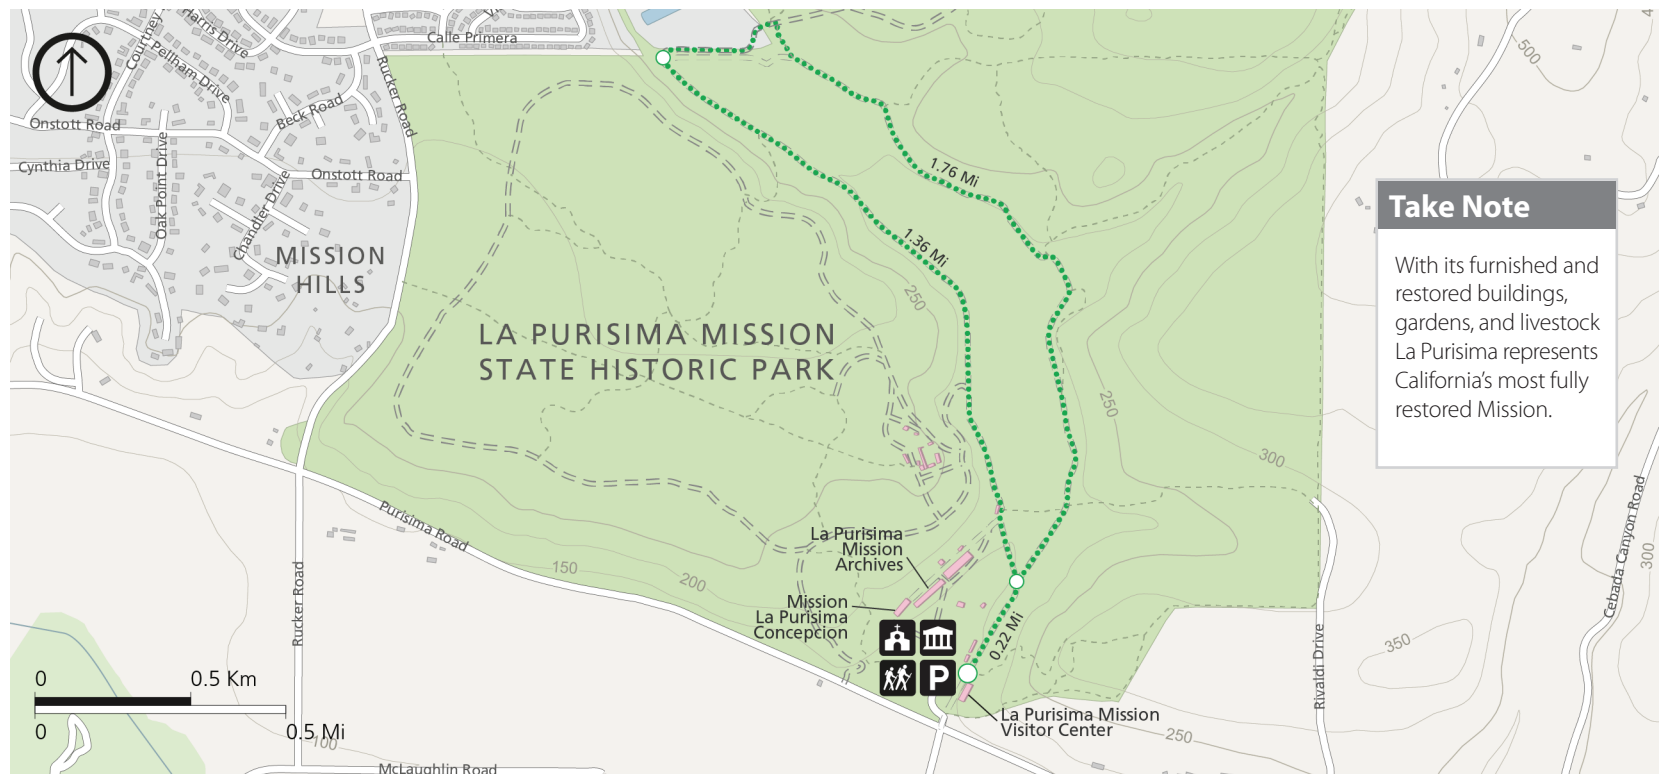 Courtney
Harris Drive
Pellham Drive
Calle Primera
Rucker Road
Beck Road
Onstott Road
Cynthia Drive
Oak Point Drive
Onstott Road
Chandler Drive
MISSION
HILLS
500
1.76 Mi
1.36 Mi
250
Take Note
With its furnished and
restored buildings,
gardens, and livestock
La Purisima represents
California's most fully
restored Mission.
LA PURISIMA MISSION
STATE HISTORIC PARK
250
300
Purisima Road
La Purisima
Mission
Archives
150
200
Mission
La Purisima
Concepcion
P
0.22 Mi
Rucker Road
350
Rivaldi Drive
Cebada Canyon Road
300
0
0.5 Km
0
0.5 Mi
100
La Purisima Mission
Visitor Center
250
McLaughlin Road